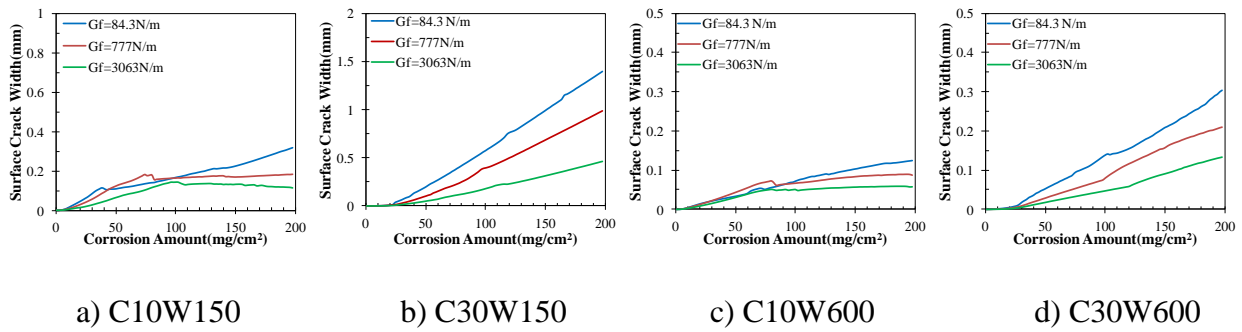 Surface Crack Width(mm)
1
0.8
0.6
0.4
0.2
0
Gf=84.3 N/m
Gf=777N/m
Gf=3063N/m
0 50 100 150 200
Corrosion Amount(mg/cm²)
a) C10W150
Surface Crack Width(mm)
2
1.5
1
0.5
0
Gf=84.3N/m
Gf=777N/m
Gf=3063N/m
0 50 100 150 200
Corrosion Amount(mg/cm²)
b) C30W150
Surface Crack Width(mm)
0.5
0.4
0.3
0.2
0.1
0
Gf=84.3 N/m
Gf=777N/m
Gf=3063N/m
0 50 100 150 200
Corrosion Amount(mg/cm²)
c) C10W600
Surface Crack Width(mm)
0.5
0.4
0.3
0.2
0.1
0
Gf=84.3 N/m
Gf=777N/m
Gf=3063N/m
0 50 100 150 200
Corrosion Amount(mg/cm²)
d) C30W600